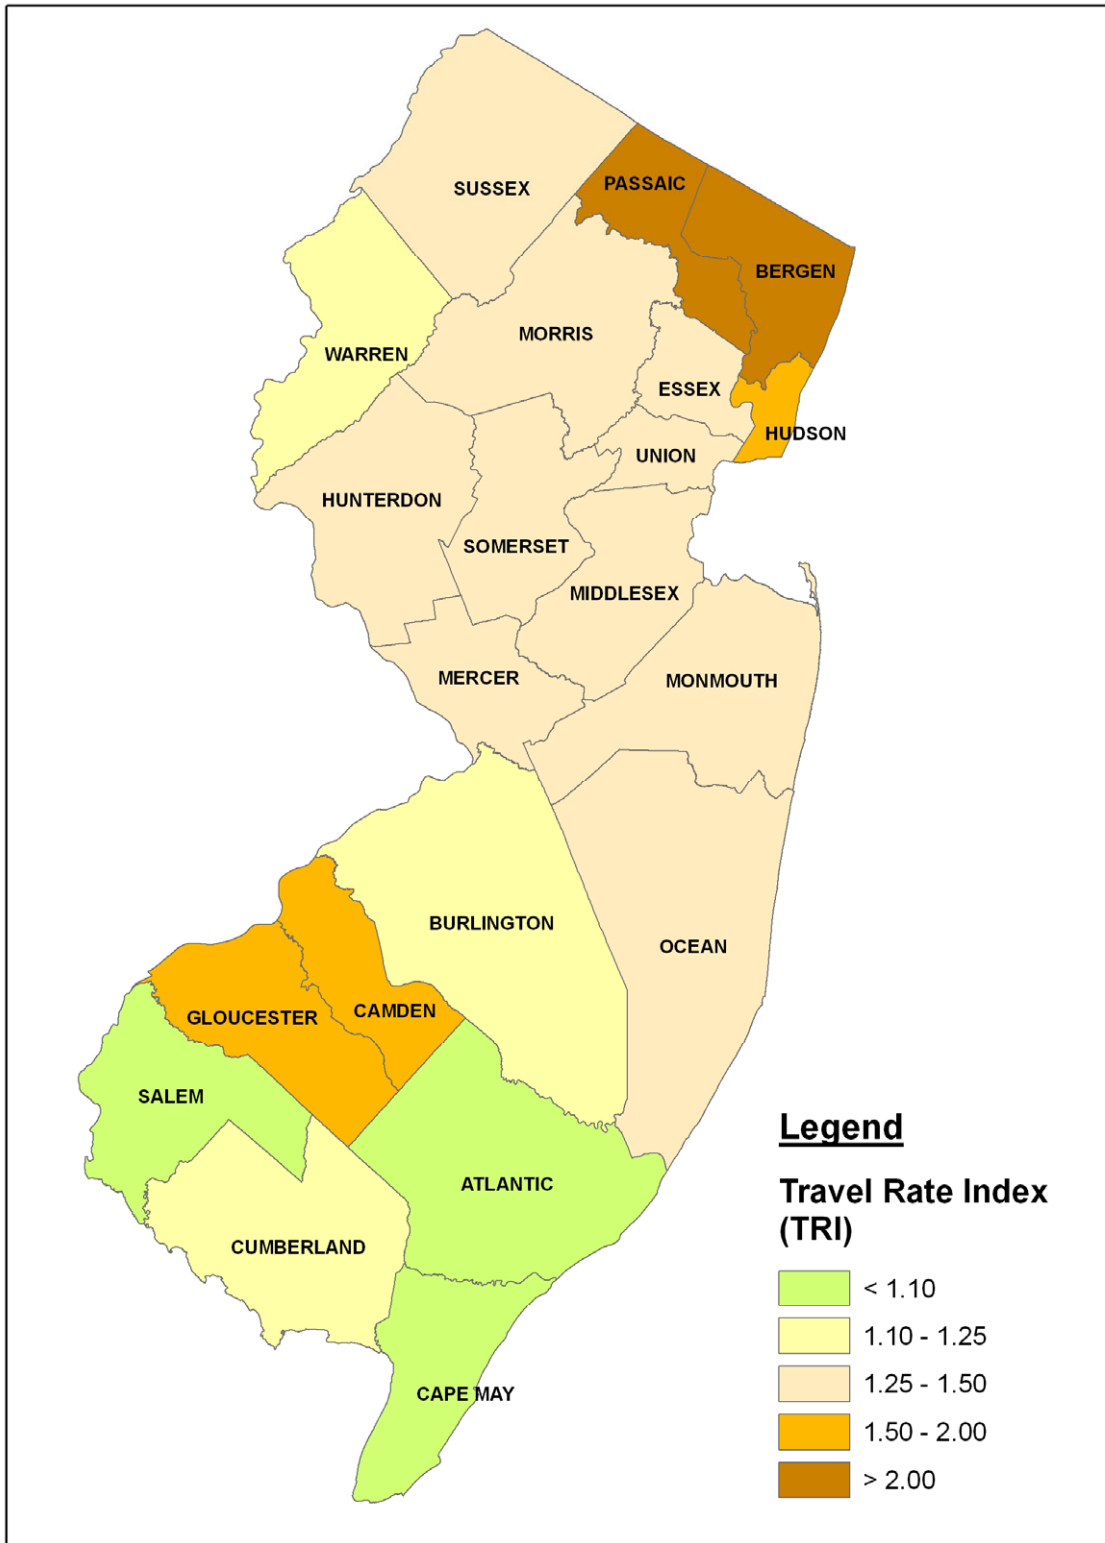 SUSSEX
PASSAIC
BERGEN
MORRIS
WARREN
ESSEX
HUDSON
UNION
HUNTERDON
SOMERSET
MIDDLESEX
MERCER
MONMOUTH
BURLINGTON
OCEAN
CAMDEN
GLOUCESTER
SALEM
ATLANTIC
CUMBERLAND
CAPE MAY
Legend
Travel Rate Index
(TRI)
< 1.10
1.10 - 1.25
1.25 - 1.50
1.50 - 2.00
> 2.00